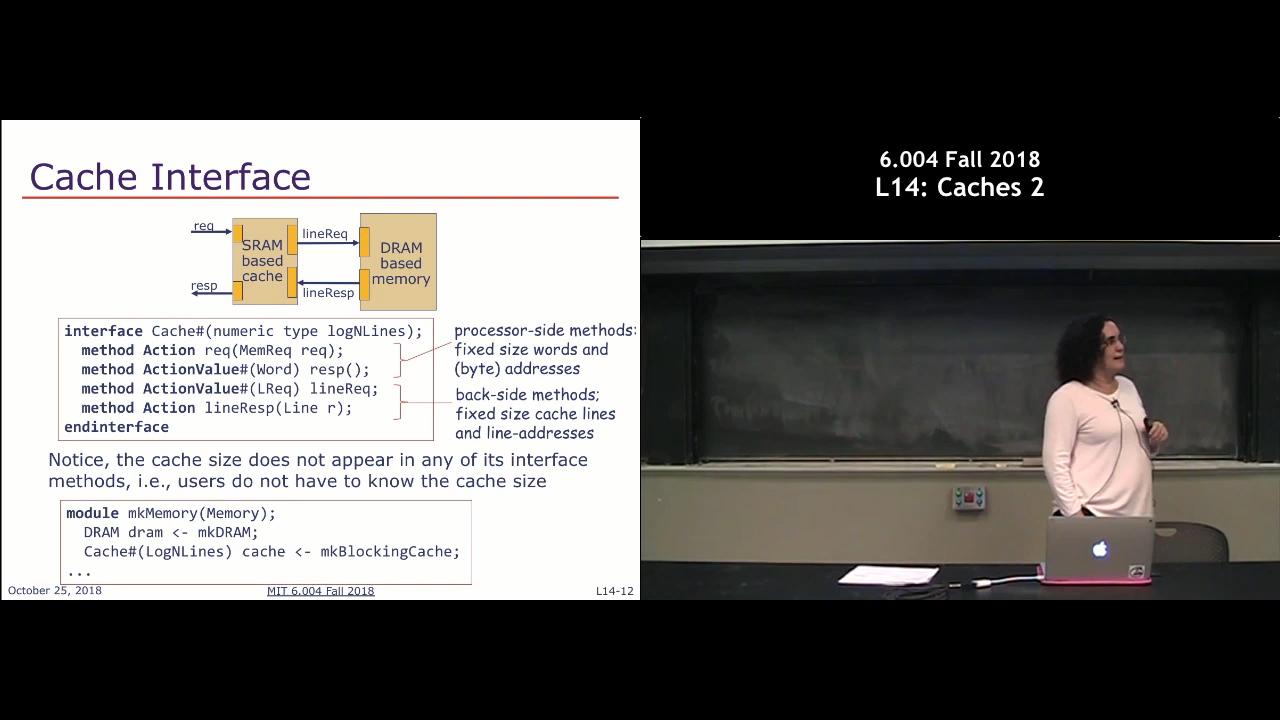 Cache Interface
req
resp
SRAM
based
cache
lineReq
lineResp
DRAM
based
memory
interface Cache#(numeric type logNLines);
method Action req(MemReq req);
method ActionValue#(Word) resp();
method ActionValue#(LReq) lineReq;
method Action lineResp(Line r);
endinterface
processor-side methods:
fixed size words and
(byte) addresses
back-side methods;
fixed size cache lines
and line-addresses
Notice, the cache size does not appear in any of its interface
methods, i.e., users do not have to know the cache size
module mkMemory(Memory);
DRAM dram <- mkDRAM;
Cache#(LogNLines) cache <- mkBlockingCache;
...
October 25, 2018
MIT 6.004 Fall 2018
L14-12
6.004 Fall 2018
L14: Caches 2